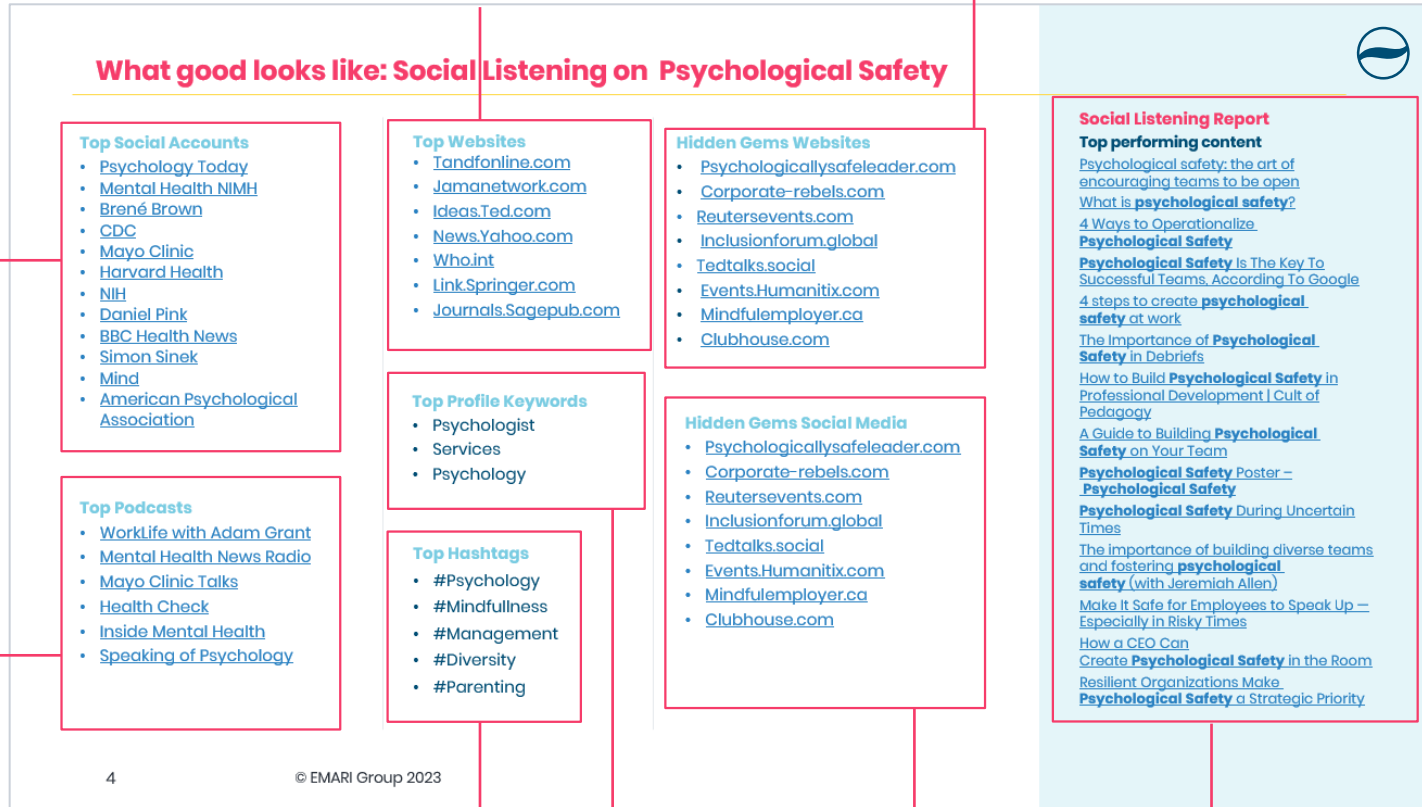 What good looks like: Social Listening on Psychological Safety
Top Social Accounts
• Psychology Today
• Mental Health NIMH
• Brené Brown
• CDC
• Mayo Clinic
• Harvard Health
• NIH
• Daniel Pink
• BBC Health News
• Simon Sinek
• Mind
• American Psychological
Association
Top Podcasts
• WorkLife with Adam Grant
• Mental Health News Radio
• Mayo Clinic Talks
• Health Check
• Inside Mental Health
• Speaking of Psychology
Top Websites
• Tandfonline.com
• Jamanetwork.com
• Ideas.Ted.com
• News.Yahoo.com
• Who.int
• Link.Springer.com
• Journals.Sagepub.com
Top Profile Keywords
• Psychologist
• Services
• Psychology
Top Hashtags
• #Psychology
• #Mindfullness
• #Management
• #Diversity
• #Parenting
Hidden Gems Websites
• Psychologicallysafeleader.com
• Corporate-rebels.com
• Reutersevents.com
• Inclusionforum.global
• Tedtalks.social
• Events.Humanitix.com
• Mindfulemployer.ca
• Clubhouse.com
Hidden Gems Social Media
• Psychologicallysafeleader.com
• Corporate-rebels.com
• Reutersevents.com
• Inclusionforum.global
• Tedtalks.social
• Events.Humanitix.com
• Mindfulemployer.ca
• Clubhouse.com
Social Listening Report
Top performing content
Psychological safety: the art of
encouraging teams to be open
What is psychological safety?
4 Ways to Operationalize
Psychological Safety
Psychological Safety Is The Key To
Successful Teams, According To Google
4 steps to create psychological
safety at work
The Importance of Psychological
Safety in Debriefs
How to Build Psychological Safety in
Professional Development | Cult of
Pedagogy
A Guide to Building Psychological
Safety on Your Team
Psychological Safety Poster –
Psychological Safety
Psychological Safety During Uncertain
Times
The importance of building diverse teams
and fostering psychological
safety (with Jeremiah Allen)
Make It Safe for Employees to Speak Up —
Especially in Risky Times
How a CEO Can
Create Psychological Safety in the Room
Resilient Organizations Make
Psychological Safety a Strategic Priority
4
© EMARI Group 2023